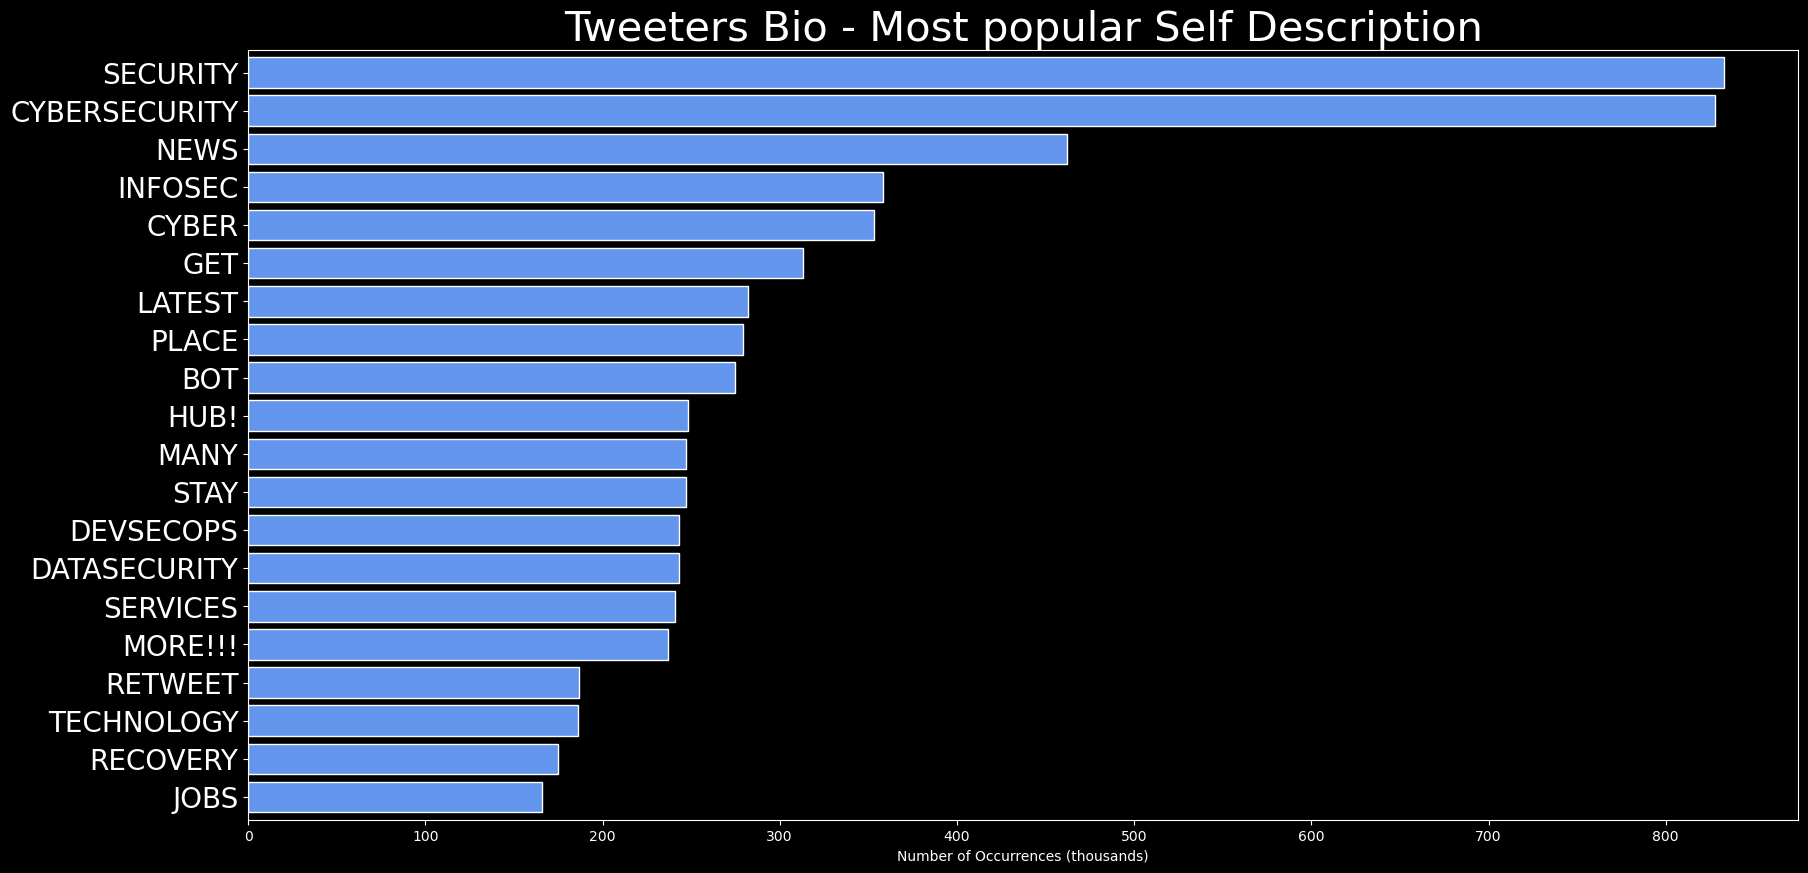 Tweeters Bio - Most popular Self Description
SECURITY
CYBERSECURITY
NEWS
INFOSEC
CYBER
GET
LATEST
PLACE
BOT
HUB!
MANY
STAY
DEVSECOPS
DATASECURITY
SERVICES
MORE!!!
RETWEET
TECHNOLOGY
RECOVERY
JOBS
0 100 200 300 400 500 600 700 800
Number of Occurrences (thousands)